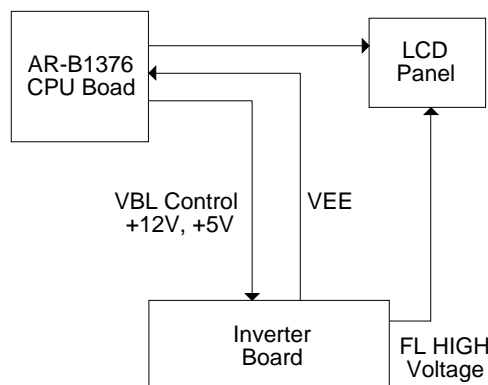 AR-B1376
CPU Boad
LCD
Panel
VBL Control
+12V, +5V
VEE
Inverter
Board
FL HIGH
Voltage